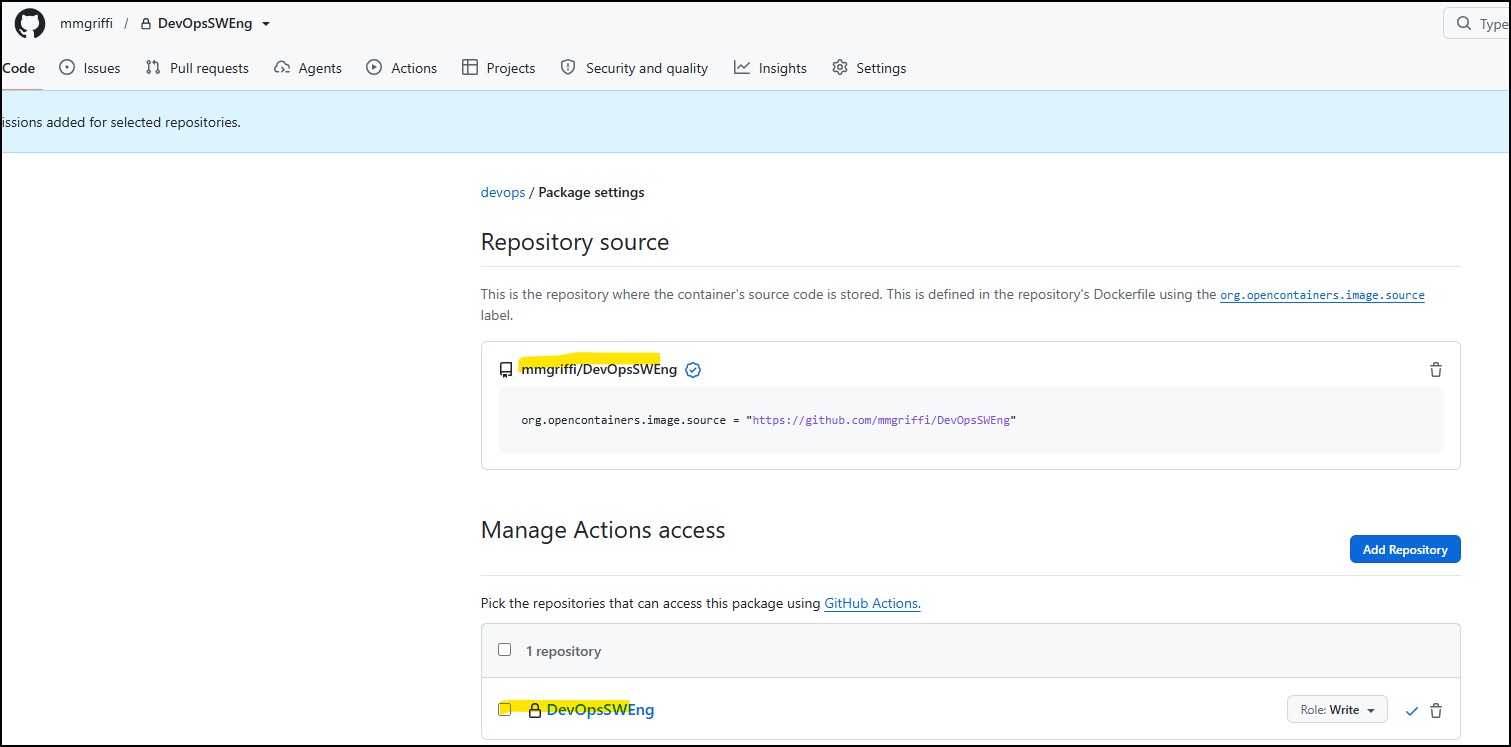 mmgriffi / DevOpsSWEng
Type
Code Issues Pull requests Agents Actions Projects Security and quality Insights Settings
issions added for selected repositories.
devops / Package settings
Repository source
This is the repository where the container's source code is stored. This is defined in the repository's Dockerfile using the org.opencontainers.image.source
label.
mmgriffi/DevOpsSWEng
org.opencontainers.image.source = "https://github.com/mmgriffi/DevOpsSWEng"
Manage Actions access
Add Repository
Pick the repositories that can access this package using GitHub Actions.
1 repository
DevOpsSWEng Role: Write